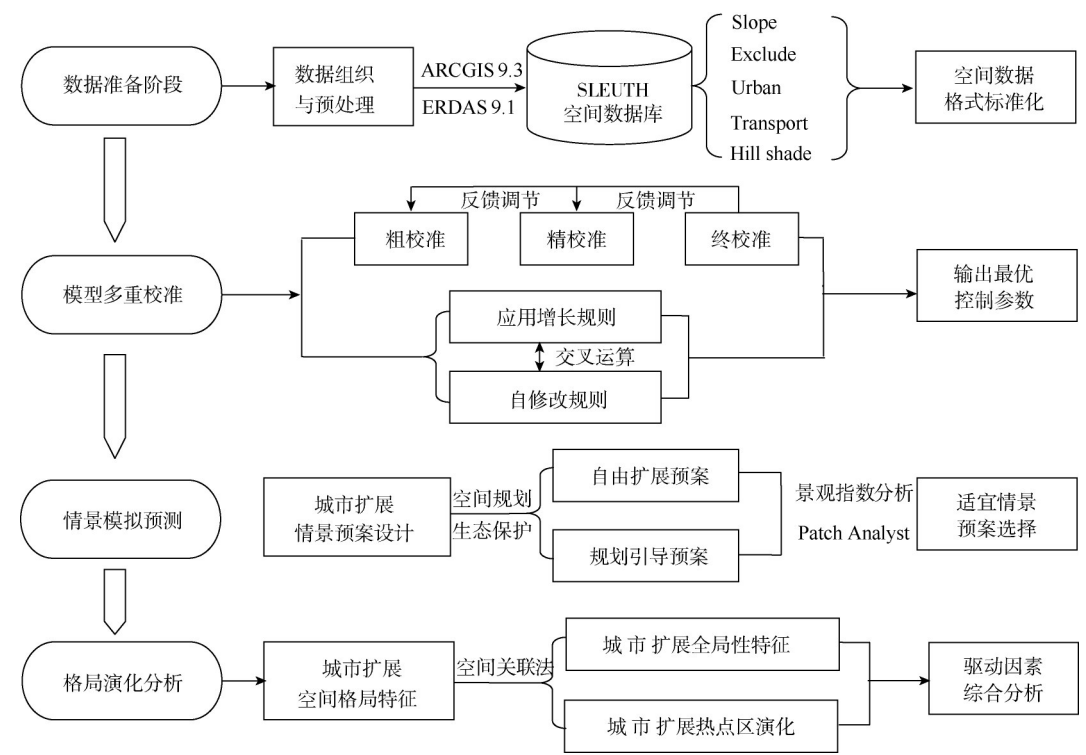 数据准备阶段
数据组织
与预处理
ARCGIS 9.3
ERDAS 9.1
SLEUTH
空间数据库
Slope
Exclude
Urban
Transport
Hill shade
空间数据
格式标准化
模型多重校准
反馈调节
反馈调节
粗校准
精校准
终校准
应用增长规则
交叉运算
自修改规则
输出最优
控制参数
情景模拟预测
城市扩展
情景预案设计
空间规划
生态保护
自由扩展预案
规划引导预案
景观指数分析
Patch Analyst
适宜情景
预案选择
格局演化分析
城市扩展
空间格局特征
空间关联法
城 市 扩展全局性特征
城 市 扩展热点区演化
驱动因素
综合分析